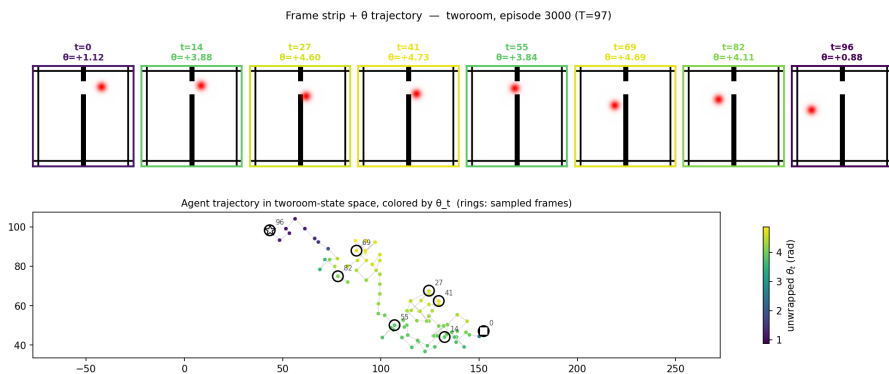 Frame strip + θ trajectory — tworoom, episode 3000 (T=97)
t=0 t=14 t=27 t=41 t=55 t=69 t=82 t=96
θ=+1.12 θ=+3.88 θ=+4.60 θ=+4.73 θ=+3.84 θ=+4.69 θ=+4.11 θ=+0.88
Agent trajectory in tworoom-state space, colored by θ_t (rings: sampled frames)
100
80
60
40
96
69
82
27
41
55
14
0
−50 0 50 100 150 200 250
4
3
2
1
unwrapped θₜ (rad)